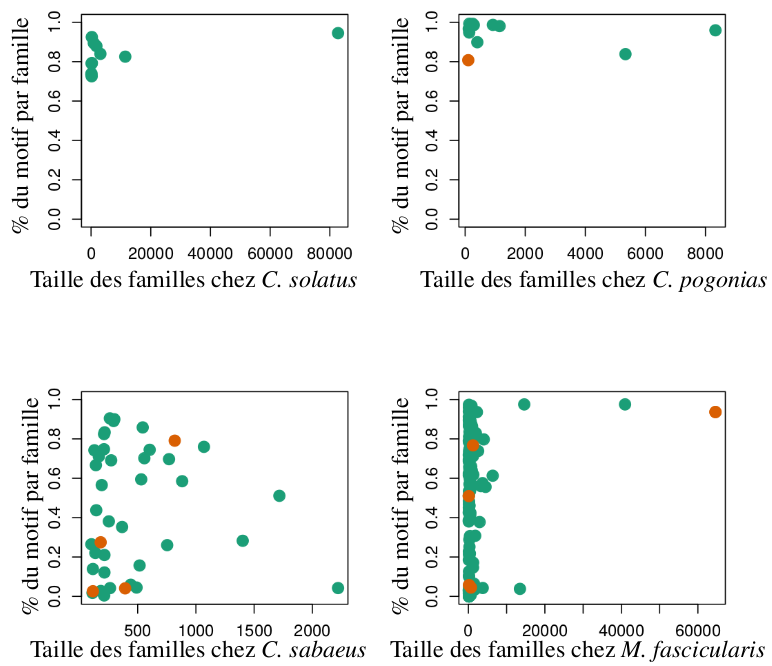 % du motif par famille
0.0 0.2 0.4 0.6 0.8 1.0
0 20000 40000 60000 80000
Taille des familles chez C. solatus
% du motif par famille
0.0 0.2 0.4 0.6 0.8 1.0
0 2000 4000 6000 8000
Taille des familles chez C. pogonias
% du motif par famille
0.0 0.2 0.4 0.6 0.8 1.0
500 1000 1500 2000
Taille des familles chez C. sabaeus
% du motif par famille
0.0 0.2 0.4 0.6 0.8 1.0
0 20000 40000 60000
Taille des familles chez M. fascicularis